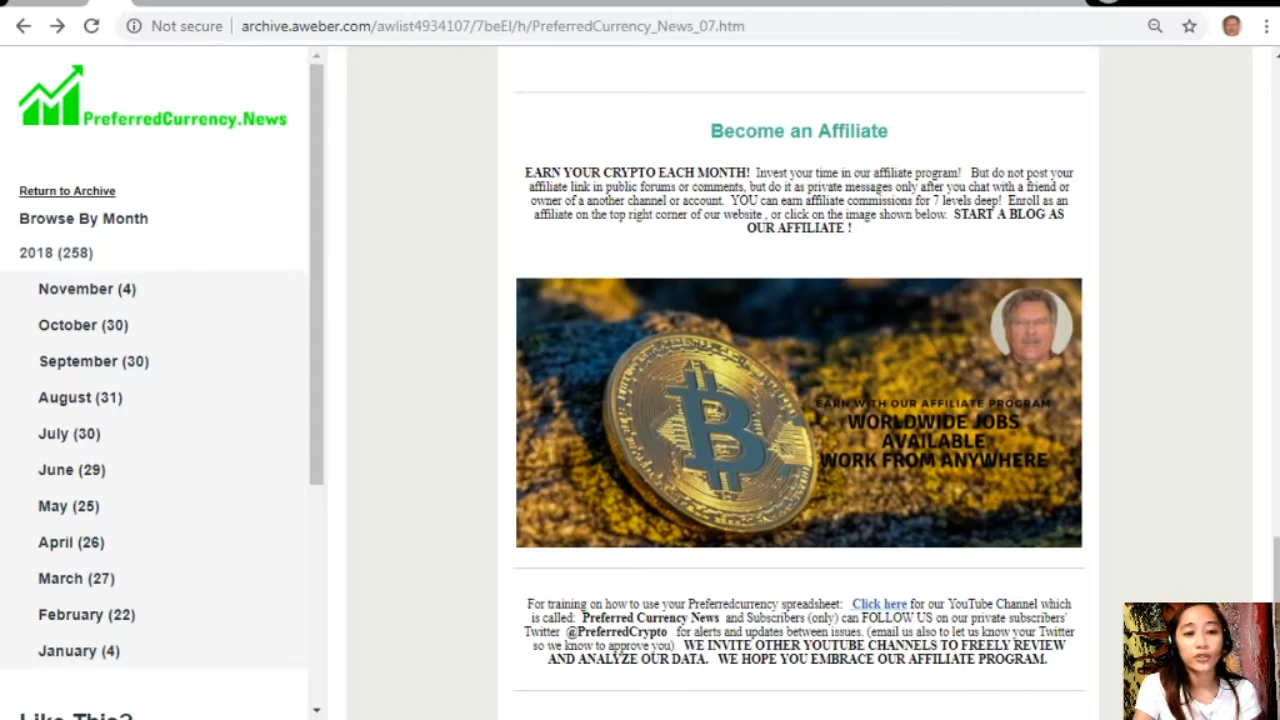 Not secure
archive.aweber.com/awlist4934107/7beEI/h/PreferredCurrency_News_07.htm
PreferredCurrency.News
Return to Archive
Browse By Month
2018 (258)
November (4)
October (30)
September (30)
August (31)
July (30)
June (29)
May (25)
April (26)
March (27)
February (22)
January (4)
Like This?
Become an Affiliate
EARN YOUR CRYPTO EACH MONTH! Invest your time in our affiliate program! But do not post your
affiliate link in public forums or comments, but do it as private messages only after you chat with a friend or
owner of a another channel or account. YOU can earn affiliate commissions for 7 levels deep! Enroll as an
affiliate on the top right corner of our website , or click on the image shown below. START A BLOG AS
OUR AFFILIATE !
EARN WITH OUR AFFILIATE PROGRAM
WORLDWIDE JOBS
AVAILABLE
WORK FROM ANYWHERE
For training on how to use your Preferredcurrency spreadsheet: Click here for our YouTube Channel which
is called: Preferred Currency News and Subscribers (only) can FOLLOW US on our private subscribers'
Twitter @PreferredCrypto for alerts and updates between issues. (email us also to let us know your Twitter
so we know to approve you) WE INVITE OTHER YOUTUBE CHANNELS TO FREELY REVIEW
AND ANALYZE OUR DATA. WE HOPE YOU EMBRACE OUR AFFILIATE PROGRAM.